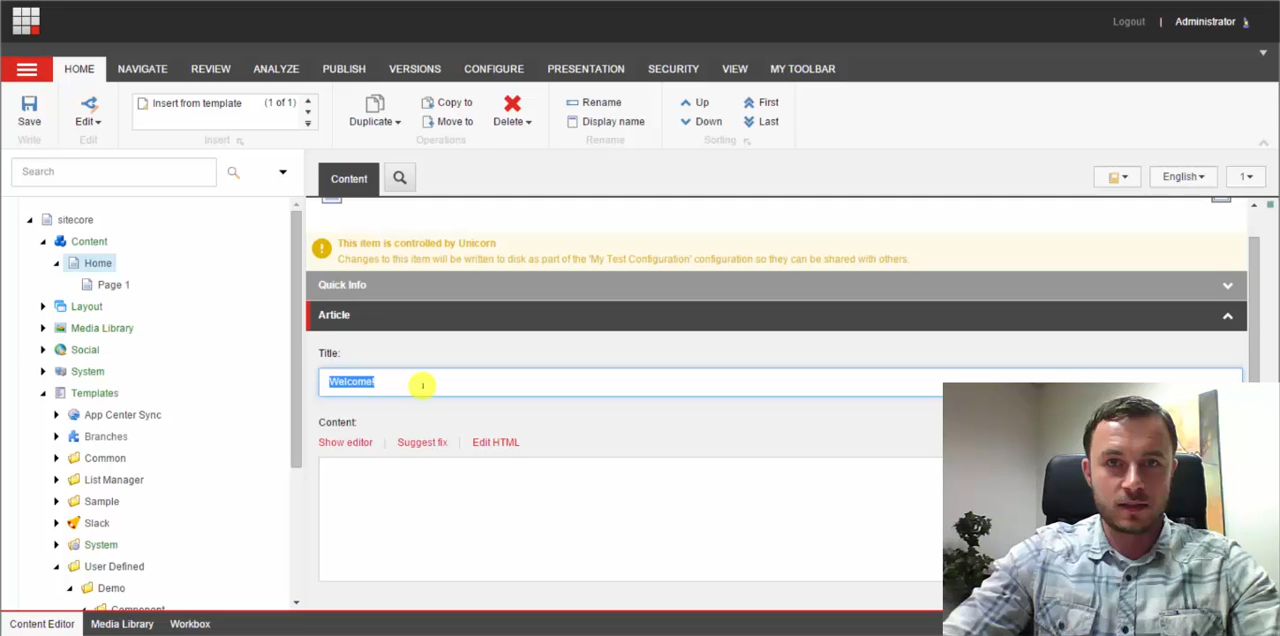 Logout | Administrator
HOME NAVIGATE REVIEW ANALYZE PUBLISH VERSIONS CONFIGURE PRESENTATION SECURITY VIEW MY TOOLBAR
Insert from template (1 of 1) Copy to Rename Up First
Save Edit Duplicate Move to Delete Display name Down Last
Write Edit Insert Operations Rename Sorting
Search Content English 1
sitecore
Content
Home
Page 1
Layout
Media Library
Social
System
Templates
App Center Sync
Branches
Common
List Manager
Sample
Slack
System
User Defined
Demo
Component
This item is controlled by Unicorn
Changes to this item will be written to disk as part of the 'My Test Configuration' configuration so they can be shared with others.
Quick Info
Article
Title:
Welcome!
Content:
Show editor | Suggest fix | Edit HTML
Content Editor Media Library Workbox